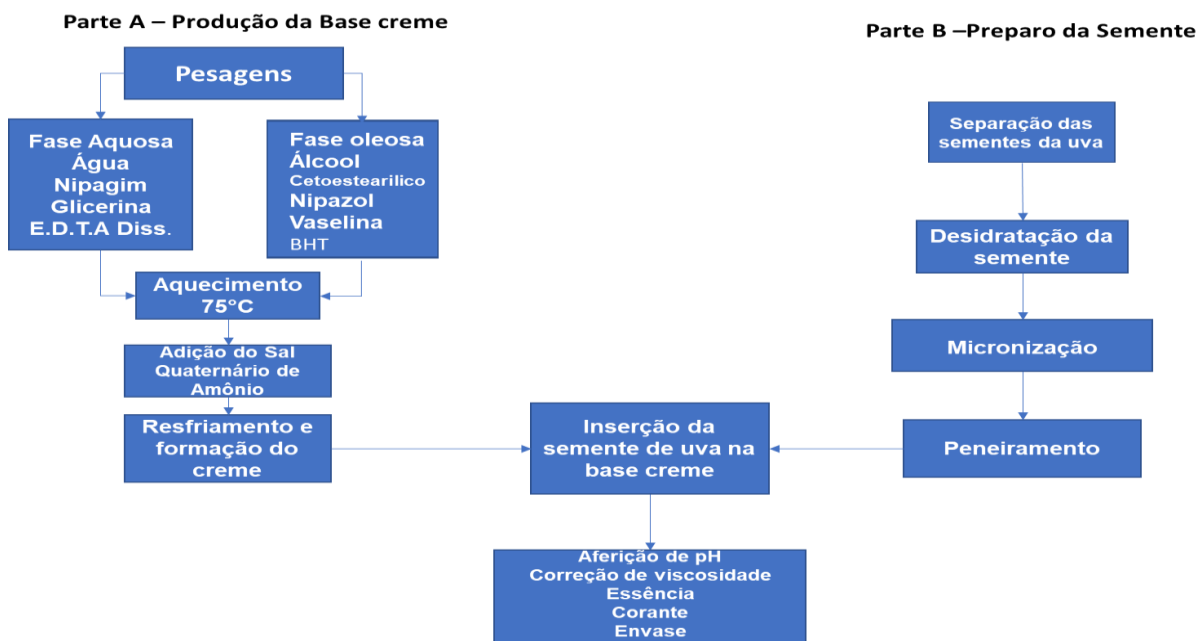 Parte A – Produção da Base creme
Pesagens
Fase Aquosa
Água
Nipagim
Glicerina
E.D.T.A Diss.
Fase oleosa
Álcool
Cetoestearilico
Nipazol
Vaselina
BHT
Aquecimento
75°C
Adição do Sal
Quaternário de
Amônio
Resfriamento e
formação do
creme
Parte B –Preparo da Semente
Separação das
sementes da uva
Desidratação da
semente
Micronização
Peneiramento
Inserção da
semente de uva na
base creme
Aferição de pH
Correção de viscosidade
Essência
Corante
Envase